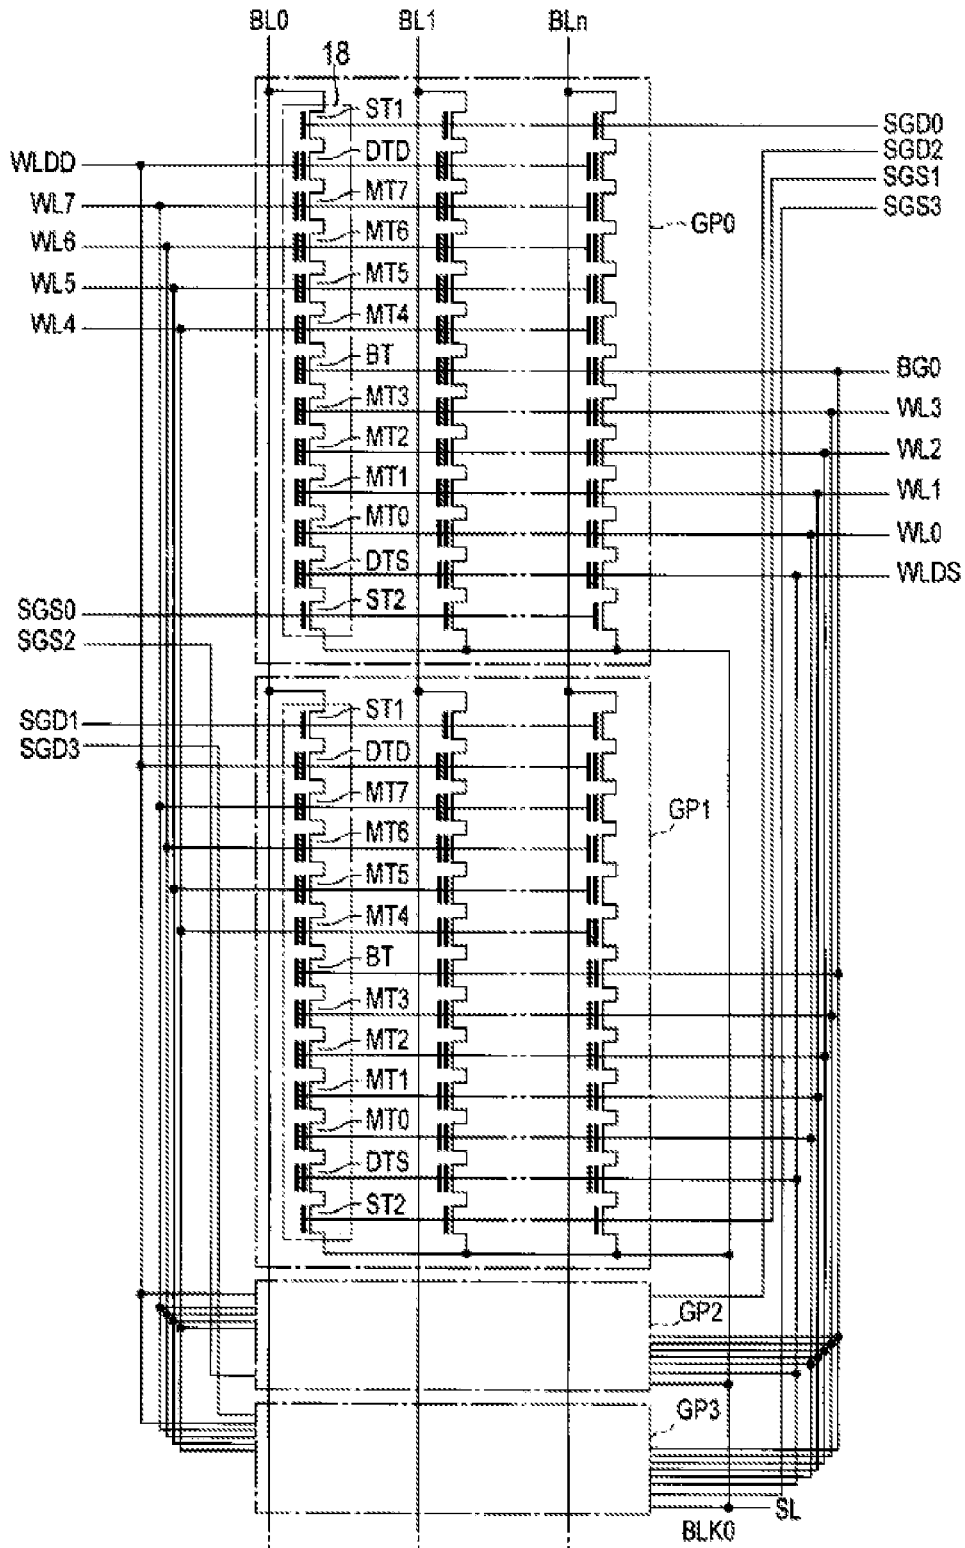 BL0 BL1 BLn
18
ST1 SGD0
WLDD DTD SGD2
SGS1
WL7 MT7 SGS3
WL6 MT6 GP0
WL5 MT5
WL4 MT4
BT BG0
MT3 WL3
MT2 WL2
MT1 WL1
MT0 WL0
DTS WLDS
SGS0 ST2
SGS2
SGD1 ST1
SGD3 DTD
MT7 GP1
MT6
MT5
MT4
BT
MT3
MT2
MT1
MT0
DTS
ST2
GP2
GP3
SL
BLK0